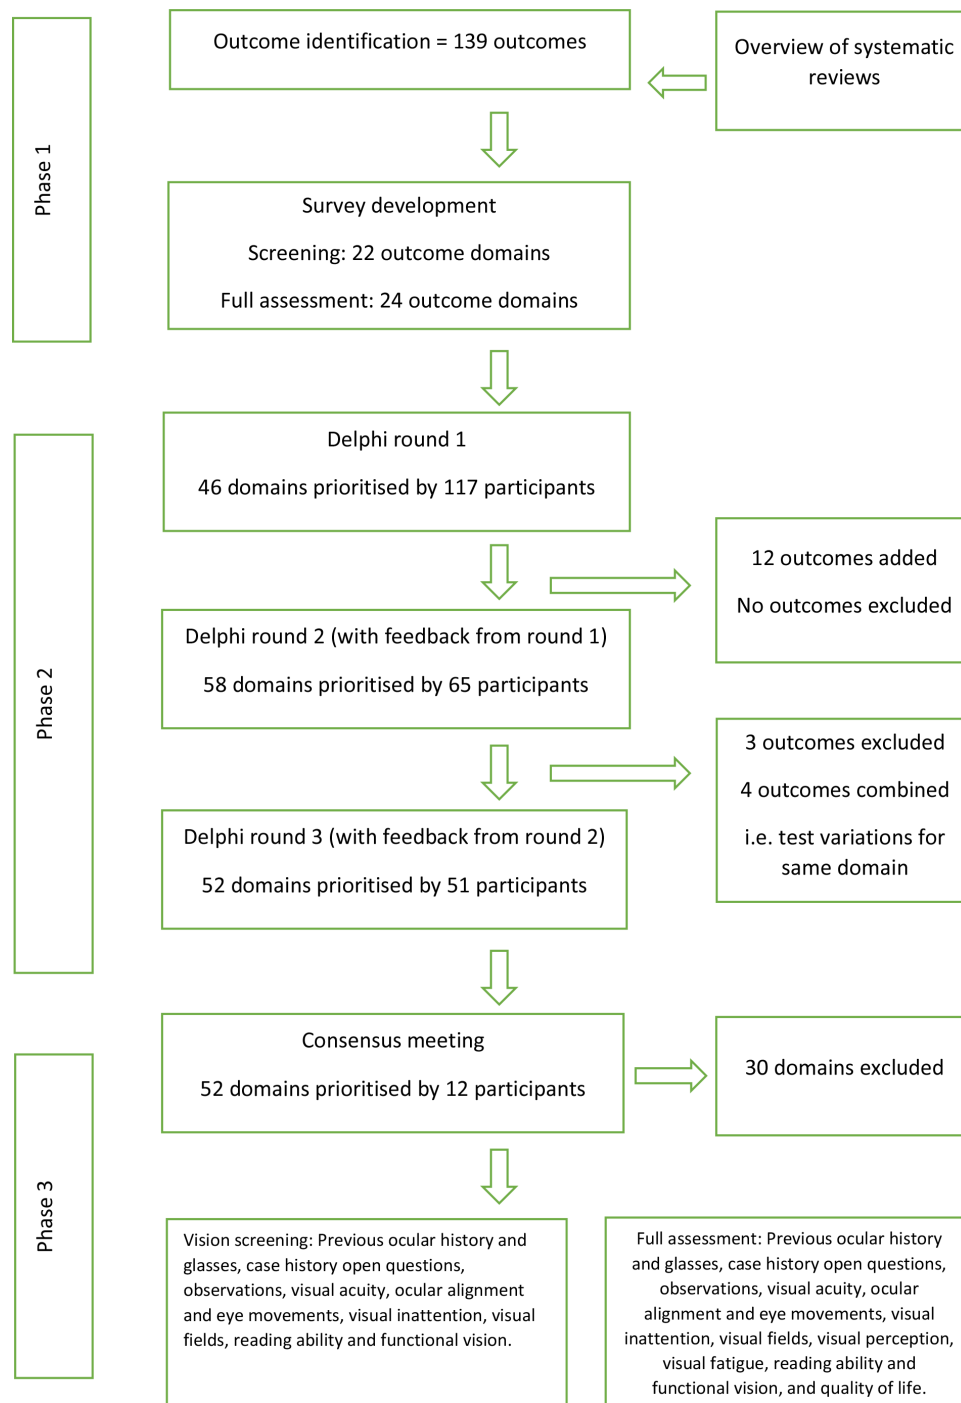 Phase 1
Outcome identification = 139 outcomes
Overview of systematic
reviews
Survey development
Screening: 22 outcome domains
Full assessment: 24 outcome domains
Phase 2
Delphi round 1
46 domains prioritised by 117 participants
12 outcomes added
No outcomes excluded
Delphi round 2 (with feedback from round 1)
58 domains prioritised by 65 participants
3 outcomes excluded
4 outcomes combined
i.e. test variations for
same domain
Delphi round 3 (with feedback from round 2)
52 domains prioritised by 51 participants
Phase 3
Consensus meeting
52 domains prioritised by 12 participants
30 domains excluded
Vision screening: Previous ocular history and
glasses, case history open questions,
observations, visual acuity, ocular alignment
and eye movements, visual inattention, visual
fields, reading ability and functional vision.
Full assessment: Previous ocular history
and glasses, case history open questions,
observations, visual acuity, ocular
alignment and eye movements, visual
inattention, visual fields, visual perception,
visual fatigue, reading ability and
functional vision, and quality of life.